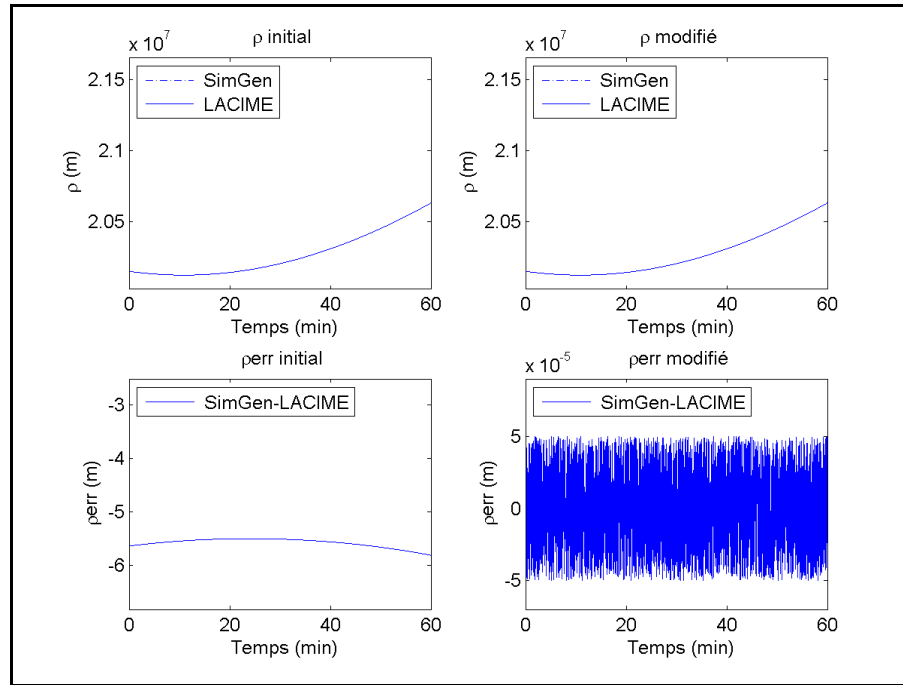 ρ initial
x 10^7
SimGen
LACIME
2.15
2.1
2.05
ρ (m)
0 20 40 60
Temps (min)
ρ modifié
x 10^7
SimGen
LACIME
2.15
2.1
2.05
ρ (m)
0 20 40 60
Temps (min)
ρerr initial
SimGen-LACIME
-3
-4
-5
-6
ρerr (m)
0 20 40 60
Temps (min)
ρerr modifié
x 10^-5
SimGen-LACIME
5
0
-5
ρerr (m)
0 20 40 60
Temps (min)